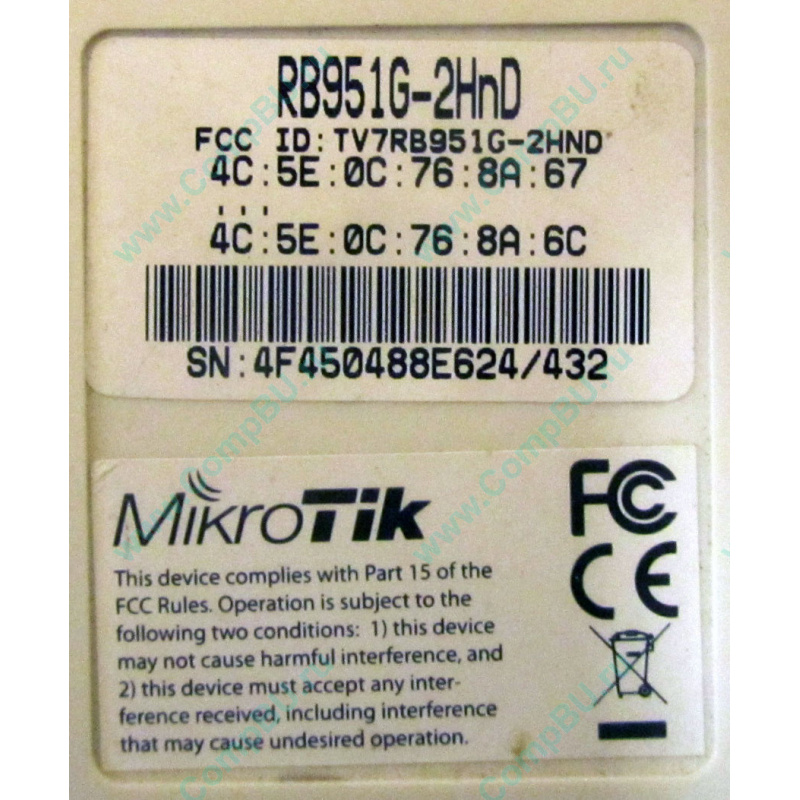 RB951G-2HnD
FCC ID:TV7RB951G-2HND
4C:5E:0C:76:8A:67
...
4C:5E:0C:76:8A:6C
SN:4F450488E624/432
MikroTik
FC
CE
This device complies with Part 15 of the
FCC Rules. Operation is subject to the
following two conditions: 1) this device
may not cause harmful interference, and
2) this device must accept any inter-
ference received, including interference
that may cause undesired operation.
www.CompBU.ru